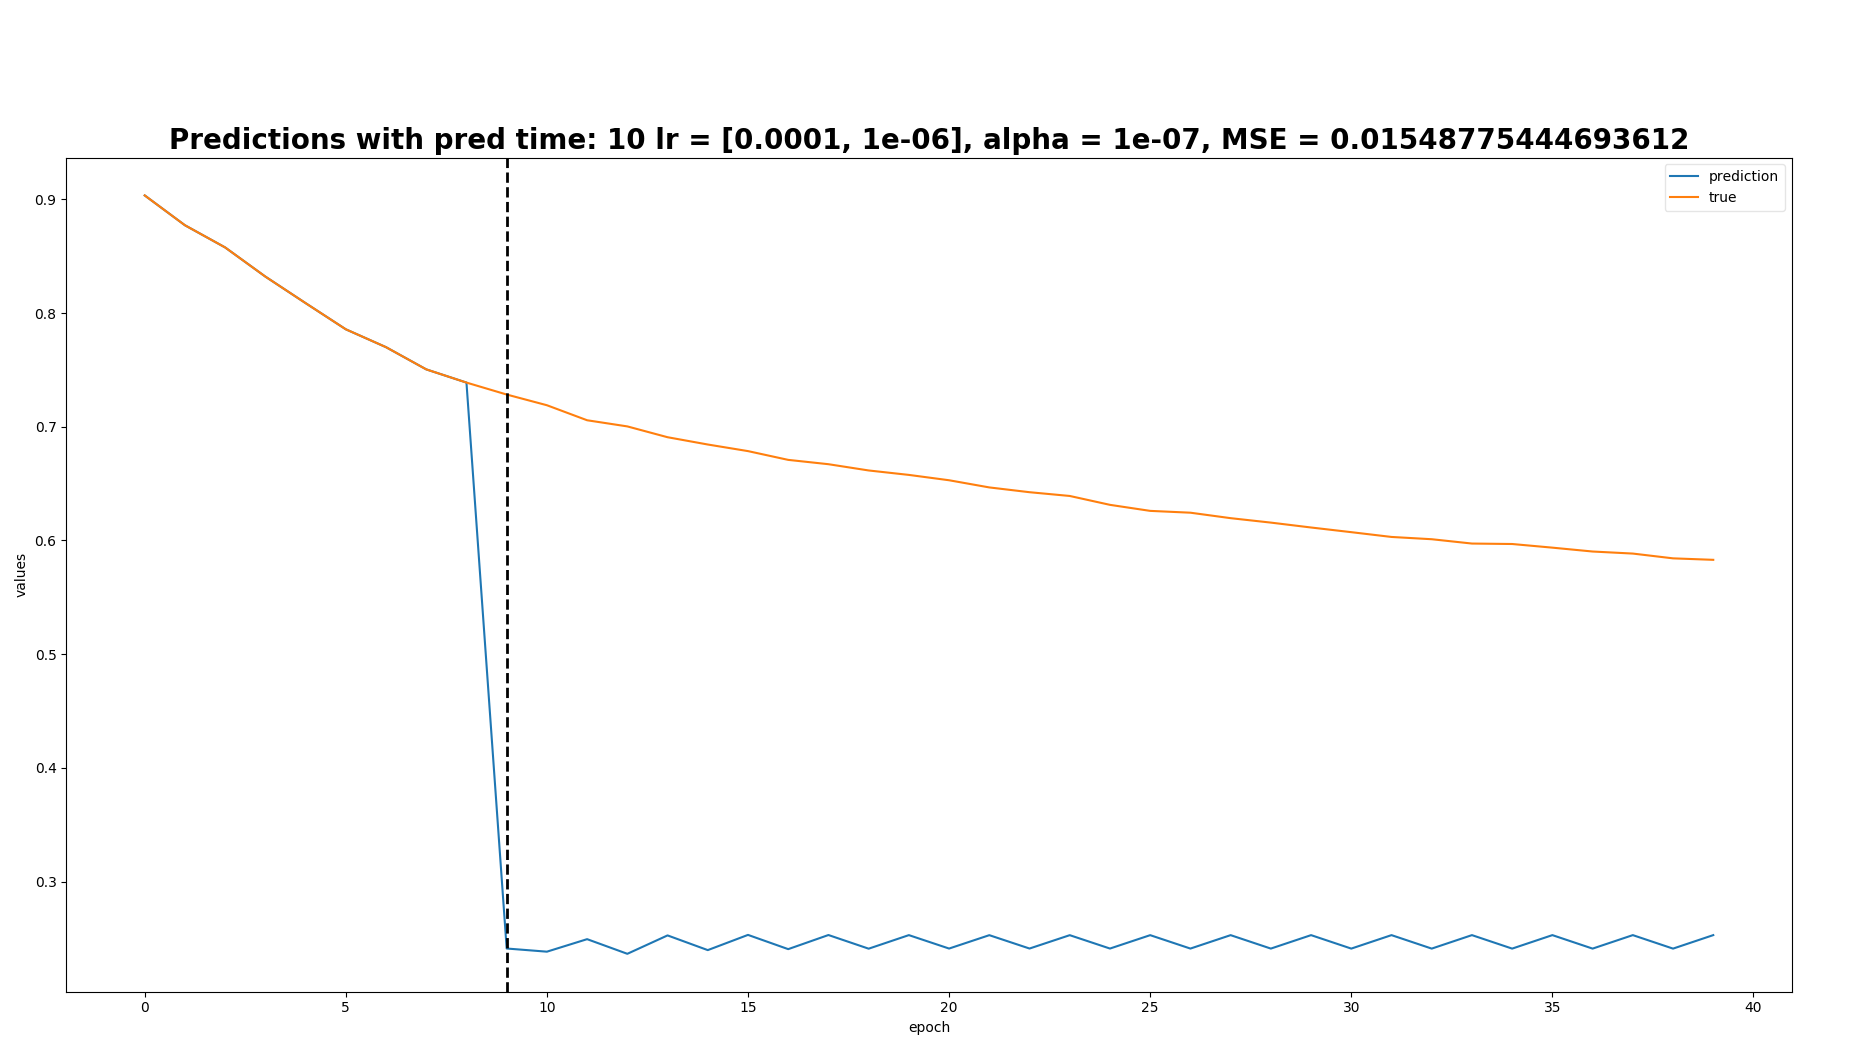 Predictions with pred time: 10 lr = [0.0001, 1e-06], alpha = 1e-07, MSE = 0.01548775444693612
prediction
true
0.9
0.8
0.7
0.6
0.5
0.4
0.3
values
0 5 10 15 20 25 30 35 40
epoch